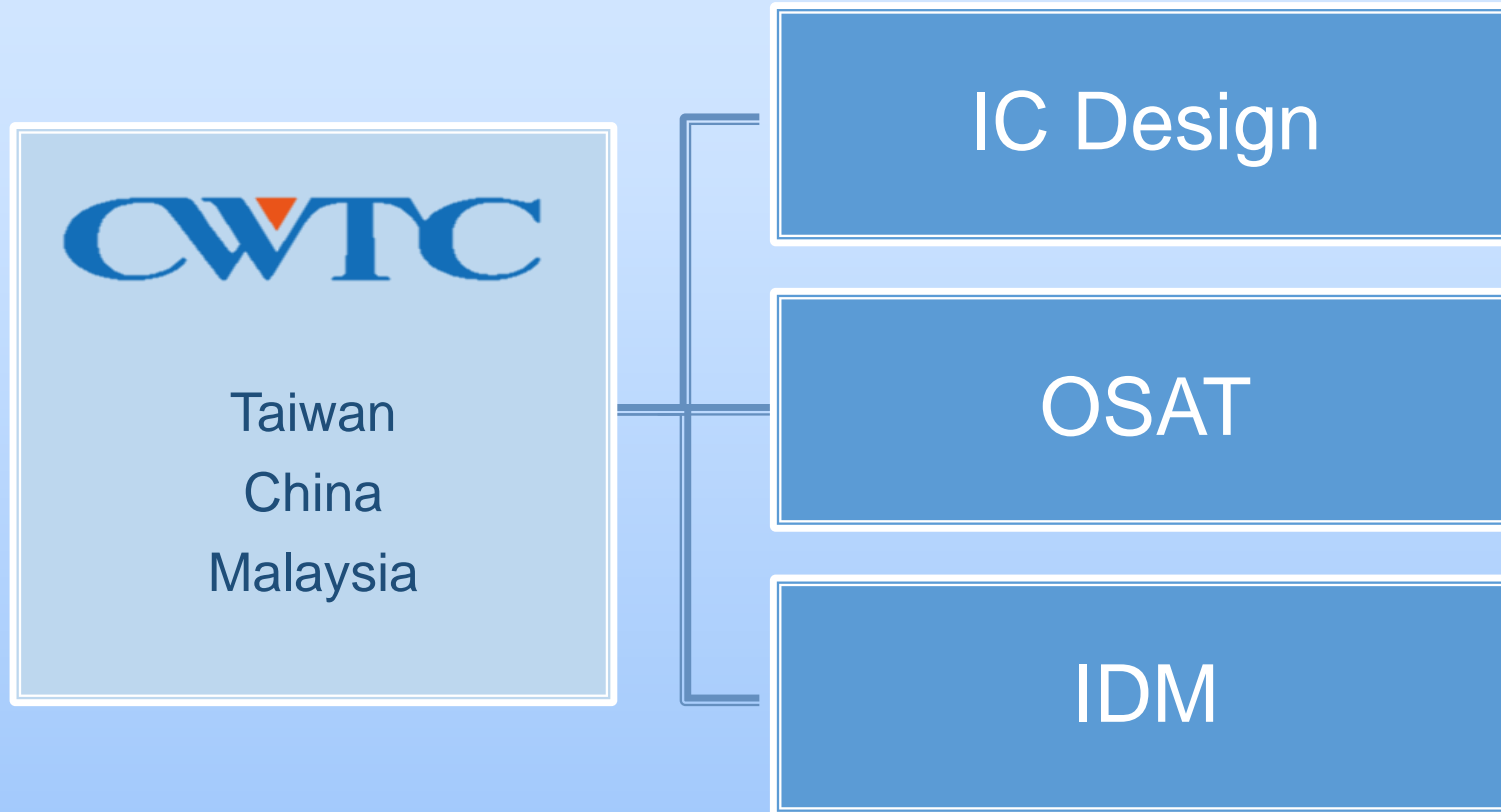 CWTC
Taiwan
China
Malaysia
IC Design
OSAT
IDM